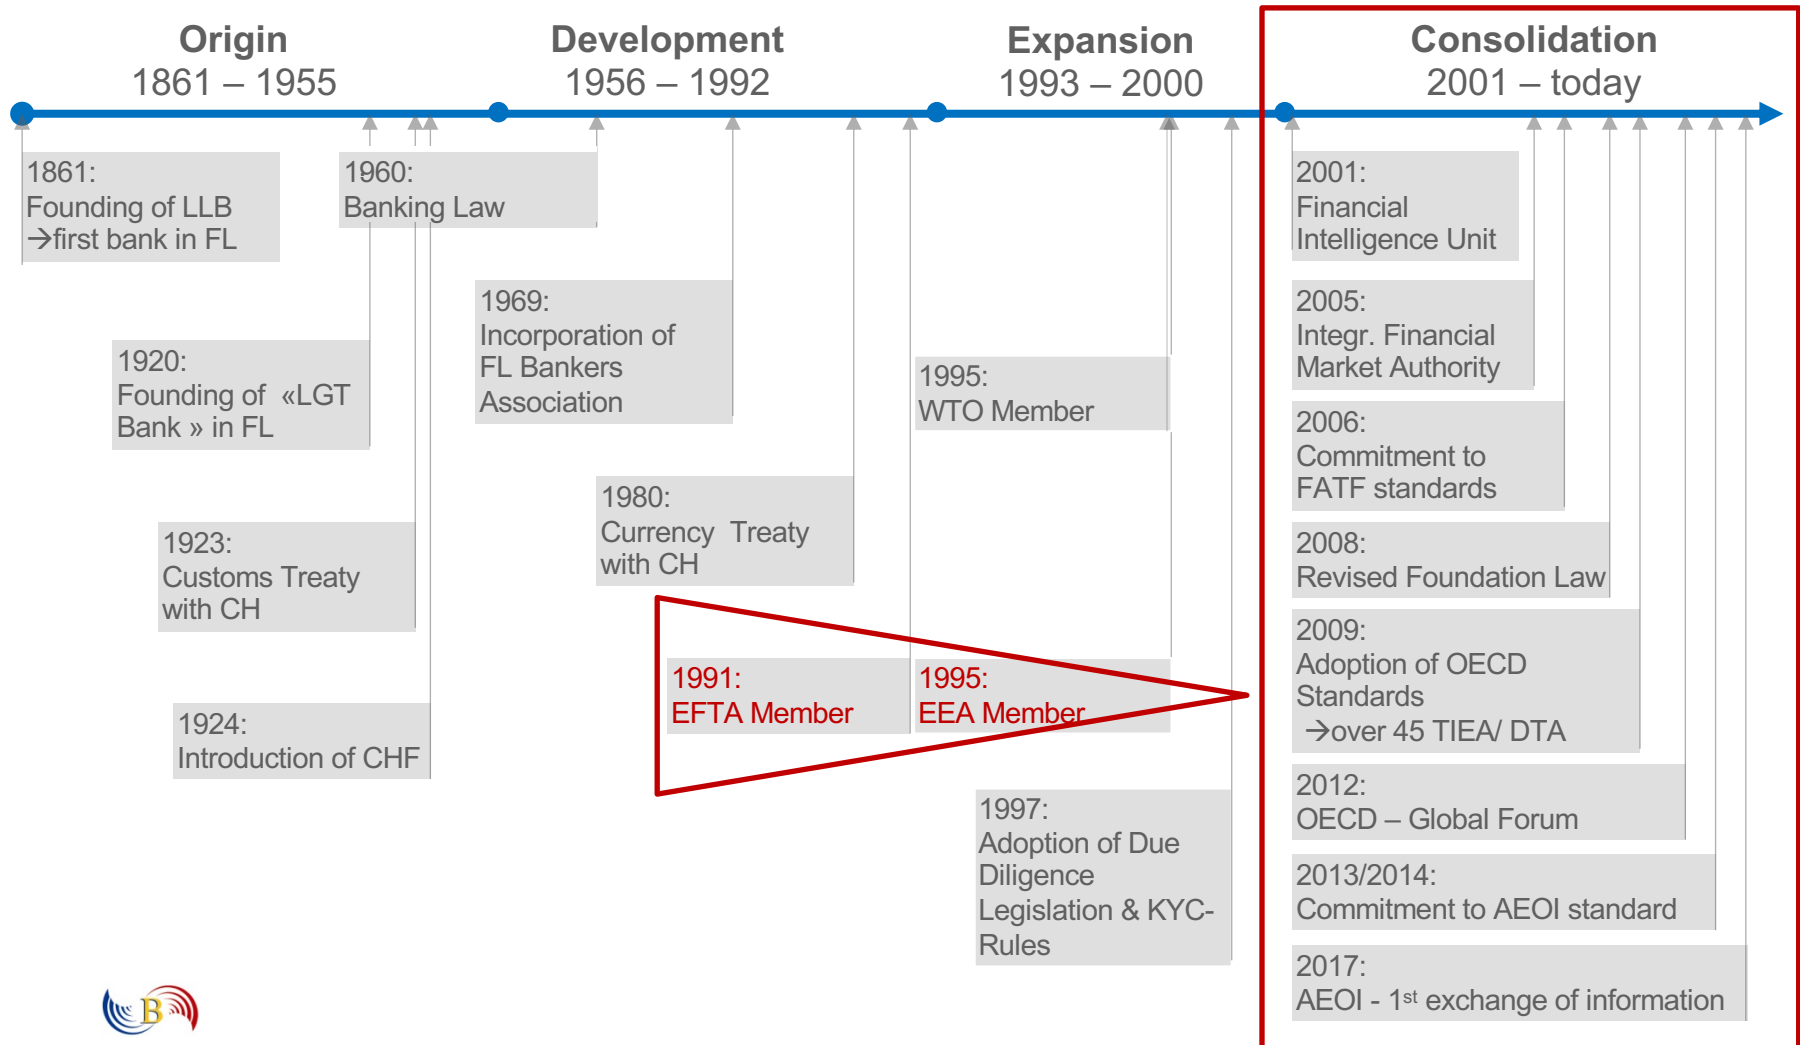 Origin
1861 – 1955
Development
1956 – 1992
Expansion
1993 – 2000
Consolidation
2001 – today
1861:
Founding of LLB
→first bank in FL
1920:
Founding of «LGT
Bank » in FL
1923:
Customs Treaty
with CH
1924:
Introduction of CHF
1960:
Banking Law
1969:
Incorporation of
FL Bankers
Association
1980:
Currency Treaty
with CH
1991:
EFTA Member
1995:
WTO Member
1995:
EEA Member
1997:
Adoption of Due
Diligence
Legislation & KYC-
Rules
2001:
Financial
Intelligence Unit
2005:
Integr. Financial
Market Authority
2006:
Commitment to
FATF standards
2008:
Revised Foundation Law
2009:
Adoption of OECD
Standards
→over 45 TIEA/ DTA
2012:
OECD – Global Forum
2013/2014:
Commitment to AEOI standard
2017:
AEOI - 1st exchange of information
B